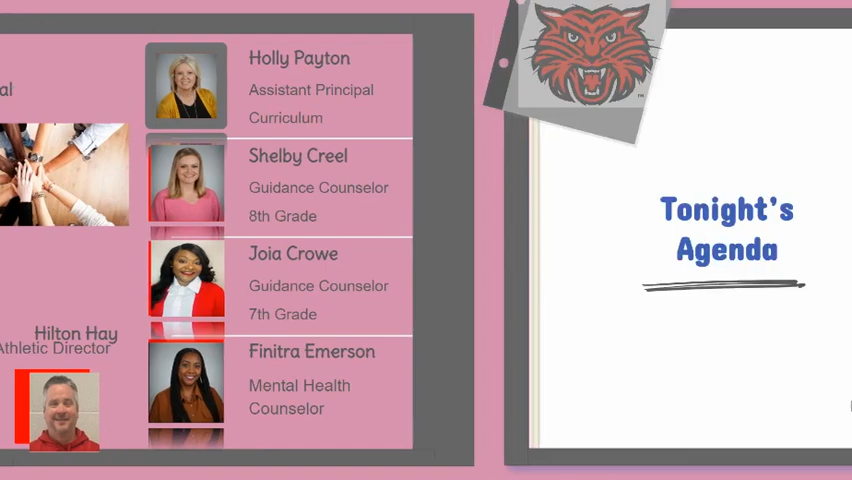 al
Holly Payton
Assistant Principal
Curriculum
Shelby Creel
Guidance Counselor
8th Grade
Joia Crowe
Guidance Counselor
7th Grade
Hilton Hay
Athletic Director
Finitra Emerson
Mental Health
Counselor
Tonight's
Agenda
TM